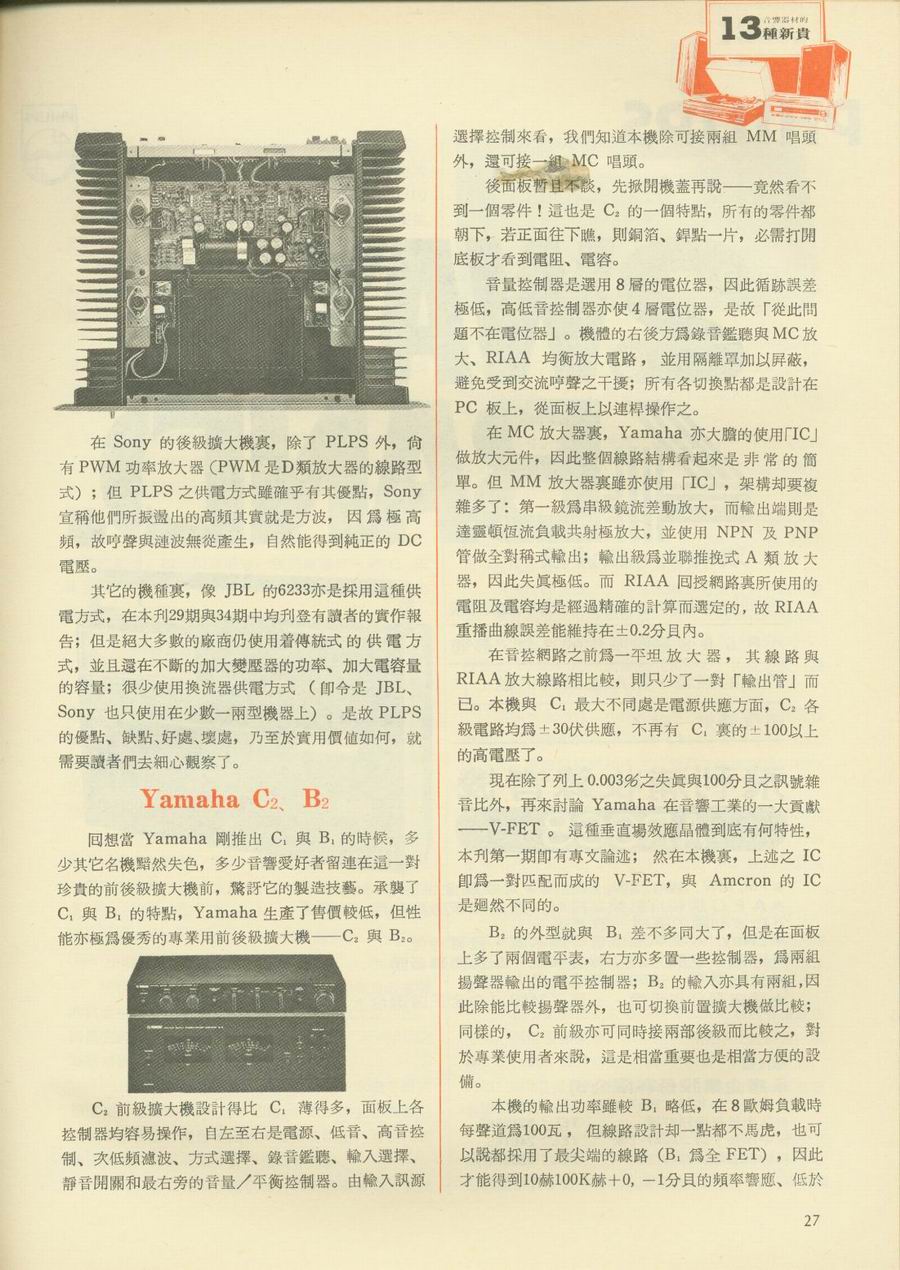 13 音響器材的
種新貴
在 Sony 的後級擴大機裏，除了 PLPS 外，尙
有 PWM 功率放大器（PWM 是D類放大器的線路型
式）；但 PLPS 之供電方式雖確乎有其優點，Sony
宣稱他們所振盪出的高頻其實就是方波，因爲極高
頻，故哼聲與漣波無從產生，自然能得到純正的 DC
電壓。
其它的機種裏，像 JBL 的6233亦是採用這種供
電方式，在本刊29期與34期中均刋登有讀者的實作報
告；但是絕大多數的廠商仍使用着傳統式的供電方
式，並且還在不斷的加大變壓器的功率、加大電容量
的容量；很少使用換流器供電方式（卽令是 JBL、
Sony 也只使用在少數一兩型機器上）。是故 PLPS
的優點、缺點、好處、壞處，乃至於實用價値如何，就
需要讀者們去細心觀察了。
Yamaha C₂、B₂
囘想當 Yamaha 剛推出 C₁ 與 B₁ 的時候，多
少其它名機黯然失色，多少音響愛好者留連在這一對
珍貴的前後級擴大機前，驚訝它的製造技藝。承襲了
C₁ 與 B₁ 的特點，Yamaha 生產了售價較低，但性
能亦極爲優秀的專業用前後級擴大機——C₂ 與 B₂。
C₂ 前級擴大機設計得比 C₁ 薄得多，面板上各
控制器均容易操作，自左至右是電源、低音、高音控
制、次低頻濾波、方式選擇、錄音鑑聽、輸入選擇、
靜音開關和最右旁的音量／平衡控制器。由輸入訊源
選擇控制來看，我們知道本機除可接兩組 MM 唱頭
外，還可接一組 MC 唱頭。
後面板暫且不談，先掀開機蓋再說——竟然看不
到一個零件！這也是 C₂ 的一個特點，所有的零件都
朝下，若正面往下瞧，則銅箔、銲點一片，必需打開
底板才看到電阻、電容。
音量控制器是選用 8 層的電位器，因此循跡誤差
極低，高低音控制器亦使 4 層電位器，是故「從此問
題不在電位器」。機體的右後方爲錄音鑑聽與 MC 放
大、RIAA 均衡放大電路，並用隔離罩加以屏蔽，
避免受到交流哼聲之干擾；所有各切換點都是設計在
PC 板上，從面板上以連桿操作之。
在 MC 放大器裏，Yamaha 亦大膽的使用「IC」
做放大元件，因此整個線路結構看起來是非常的簡
單。但 MM 放大器裏雖亦使用「IC」，架構却要複
雜多了：第一級爲串級鏡流差動放大，而輸出端則是
達靈頓恆流負載共射極放大，並使用 NPN 及 PNP
管做全對稱式輸出；輸出級爲並聯推挽式 A 類放大
器，因此失眞極低。而 RIAA 囘授網路裏所使用的
電阻及電容均是經過精確的計算而選定的，故 RIAA
重播曲線誤差能維持在±0.2分貝內。
在音控網路之前爲一平坦放大器，其線路與
RIAA 放大線路相比較，則只少了一對「輸出管」而
已。本機與 C₁ 最大不同處是電源供應方面，C₂ 各
級電路均爲±30伏供應，不再有 C₁ 裏的±100以上
的高電壓了。
現在除了列上 0.003%之失眞與100分貝之訊號雜
音比外，再來討論 Yamaha 在音響工業的一大貢獻
——V-FET 。這種垂直場效應晶體到底有何特性，
本刊第一期卽有專文論述；然在本機裏，上述之 IC
卽爲一對匹配而成的 V-FET，與 Amcron 的 IC
是廻然不同的。
B₂ 的外型就與 B₁ 差不多同大了，但是在面板
上多了兩個電平表，右方亦多置一些控制器，爲兩組
揚聲器輸出的電平控制器；B₂ 的輸入亦具有兩組，因
此除能比較揚聲器外，也可切換前置擴大機做比較；
同樣的，C₂ 前級亦可同時接兩部後級而比較之，對
於專業使用者來說，這是相當重要也是相當方便的設
備。
本機的輸出功率雖較 B₁ 略低，在 8 歐姆負載時
每聲道爲100瓦，但線路設計却一點都不馬虎，也可
以說都採用了最尖端的線路（B₁ 爲全 FET），因此
才能得到10赫100K赫＋0，－1分貝的頻率響應、低於
27